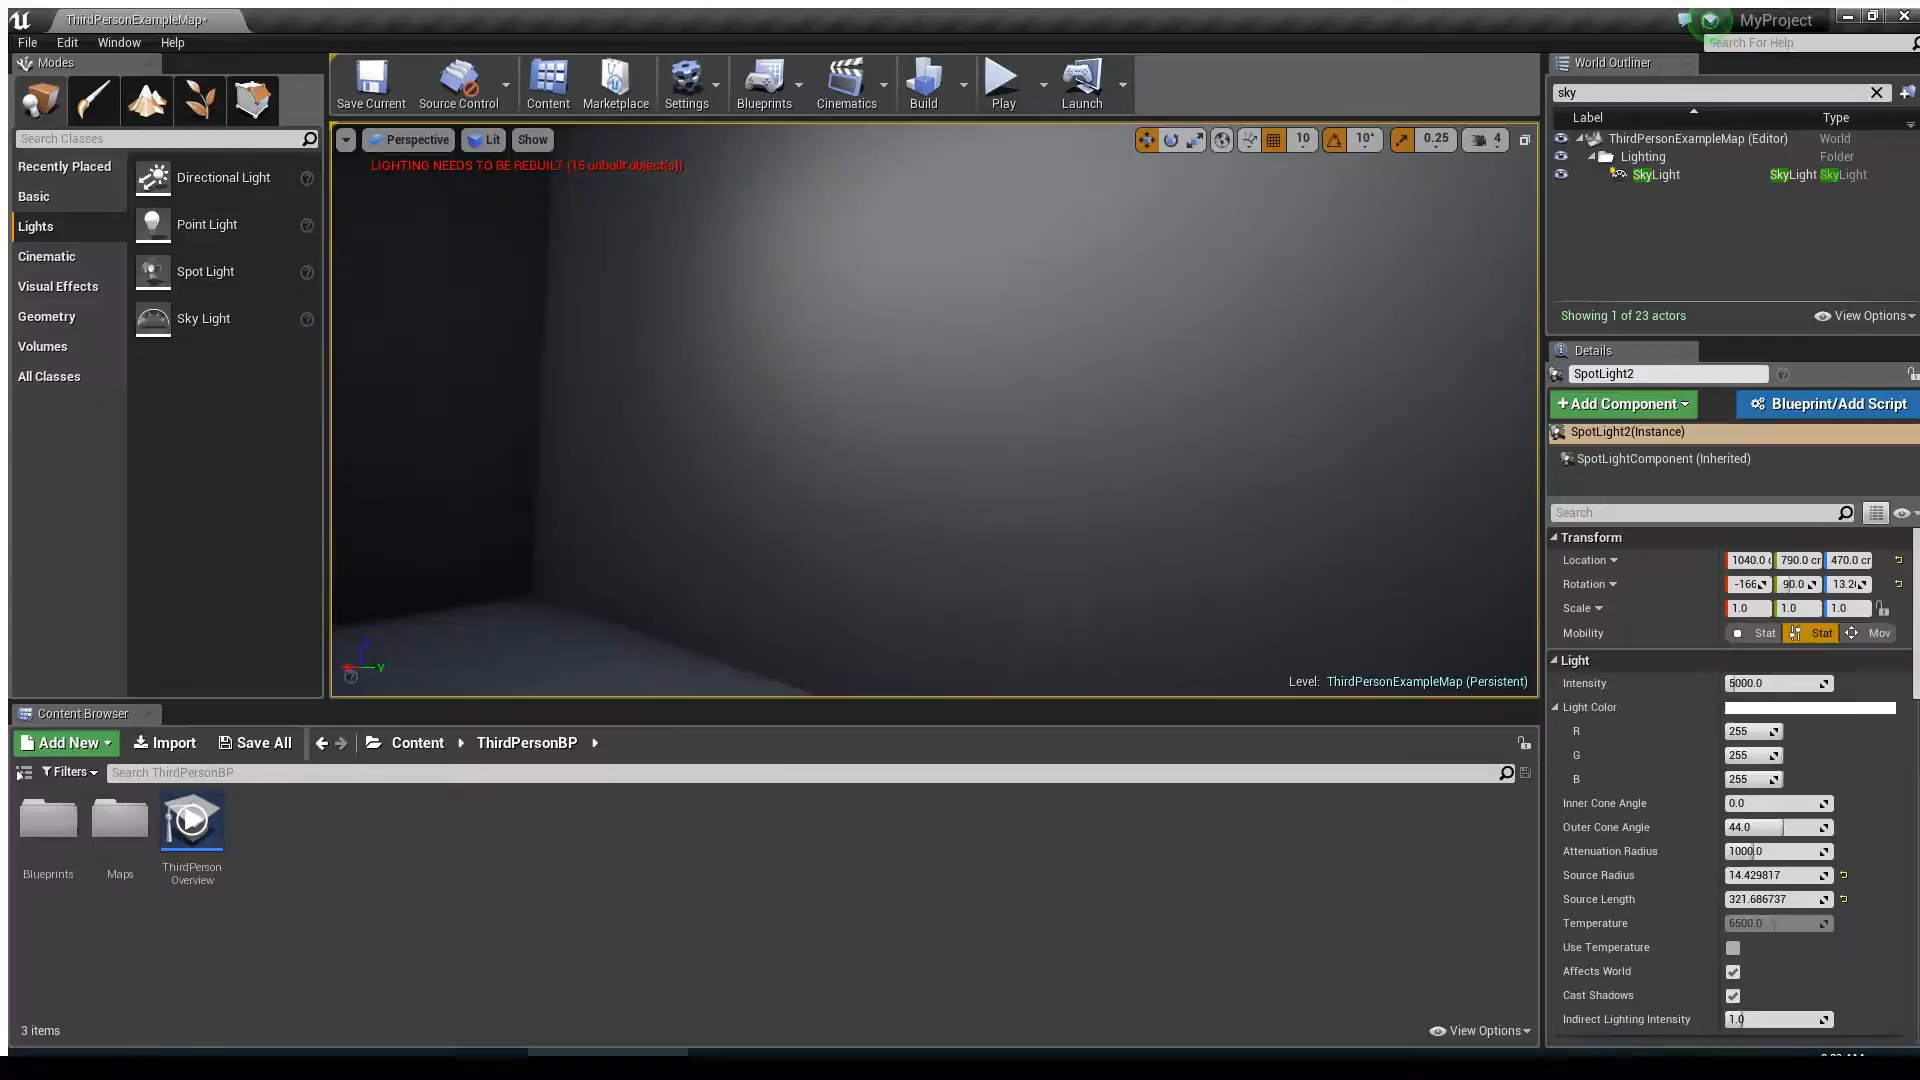 ThirdPersonExampleMap*
MyProject
File Edit Window Help
Search For Help
Modes
Save Current
Source Control
Content
Marketplace
Settings
Blueprints
Cinematics
Build
Play
Launch
World Outliner
sky
Label Type
ThirdPersonExampleMap (Editor) World
Lighting Folder
SkyLight SkyLight SkyLight
Showing 1 of 23 actors
View Options
Search Classes
Recently Placed
Basic
Lights
Cinematic
Visual Effects
Geometry
Volumes
All Classes
Directional Light
Point Light
Spot Light
Sky Light
Perspective Lit Show
10 10° 0.25 4
LIGHTING NEEDS TO BE REBUILT (15 unbuilt object(s))
Y
Level: ThirdPersonExampleMap (Persistent)
Details
SpotLight2
+Add Component
Blueprint/Add Script
SpotLight2(Instance)
SpotLightComponent (Inherited)
Search
Transform
Location 1040.0 c 790.0 cr 470.0 cr
Rotation -166 90.0 13.2
Scale 1.0 1.0 1.0
Mobility Stat Stat Mov
Light
Intensity 5000.0
Light Color
R 255
G 255
B 255
Inner Cone Angle 0.0
Outer Cone Angle 44.0
Attenuation Radius 1000.0
Source Radius 14.429817
Source Length 321.686737
Temperature 6500.0
Use Temperature
Affects World
Cast Shadows
Indirect Lighting Intensity 1.0
Content Browser
Add New Import Save All Content ThirdPersonBP
Filters Search ThirdPersonBP
Blueprints
Maps
ThirdPerson
Overview
3 items
View Options